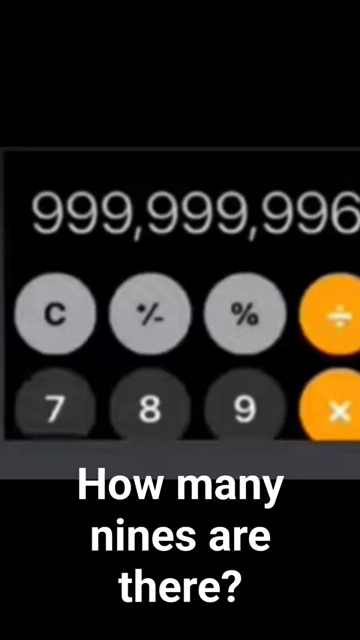 999,999,996
C +/- % ÷
7 8 9 ×
How many
nines are
there?